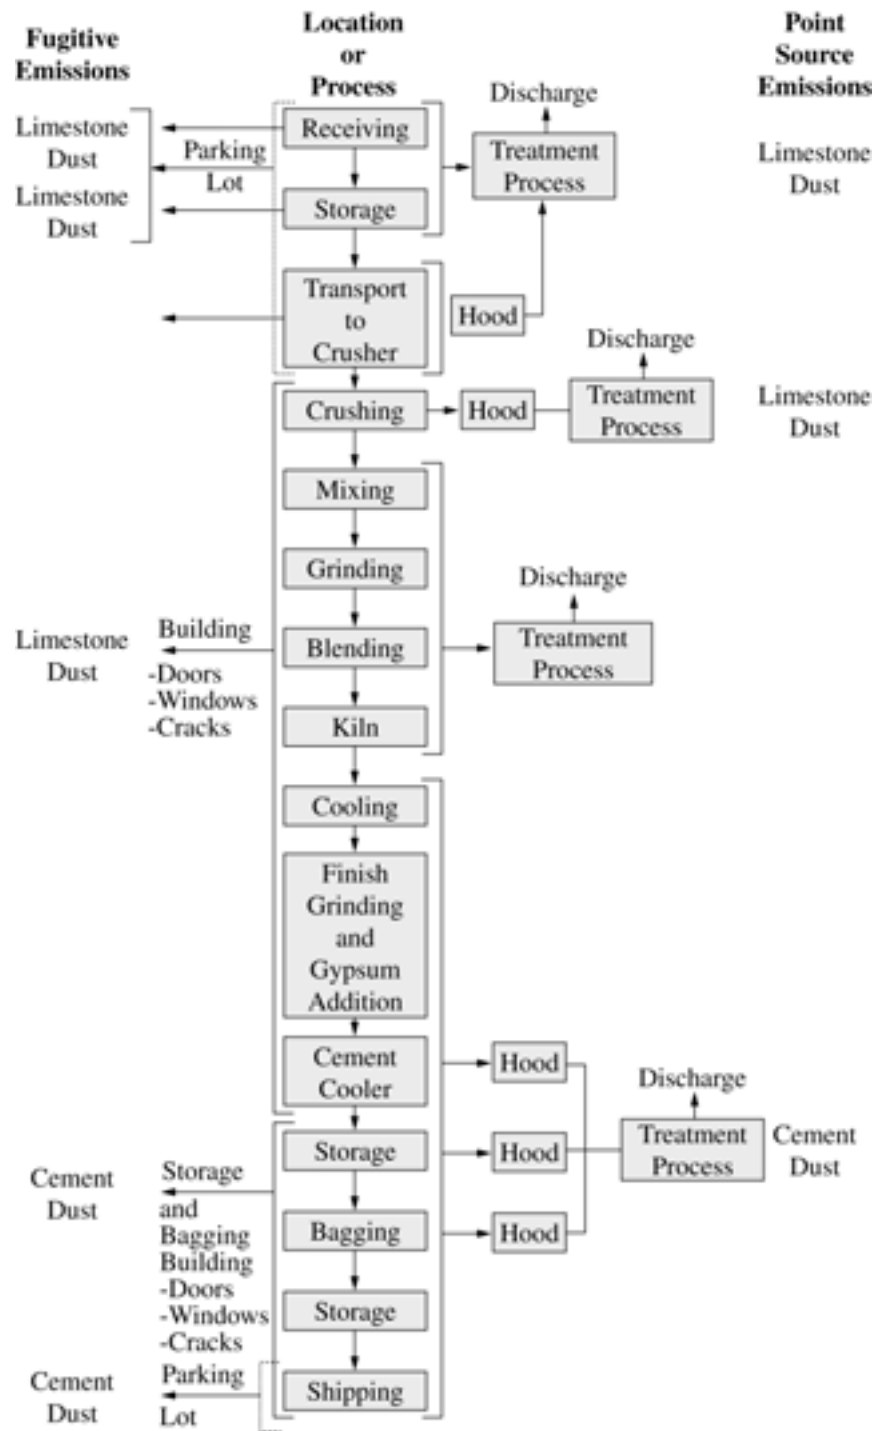 Fugitive
Emissions
Location
or
Process
Point
Source
Emissions
Limestone
Dust
Limestone
Dust
Parking
Lot
Receiving
Storage
Transport
to
Crusher
Discharge
Treatment
Process
Hood
Limestone
Dust
Crushing
Hood
Discharge
Treatment
Process
Limestone
Dust
Mixing
Grinding
Blending
Kiln
Limestone
Dust
Building
-Doors
-Windows
-Cracks
Discharge
Treatment
Process
Cooling
Finish
Grinding
and
Gypsum
Addition
Cement
Cooler
Hood
Hood
Hood
Discharge
Treatment
Process
Cement
Dust
Storage
Bagging
Storage
Cement
Dust
Storage
and
Bagging
Building
-Doors
-Windows
-Cracks
Cement
Dust
Parking
Lot
Shipping